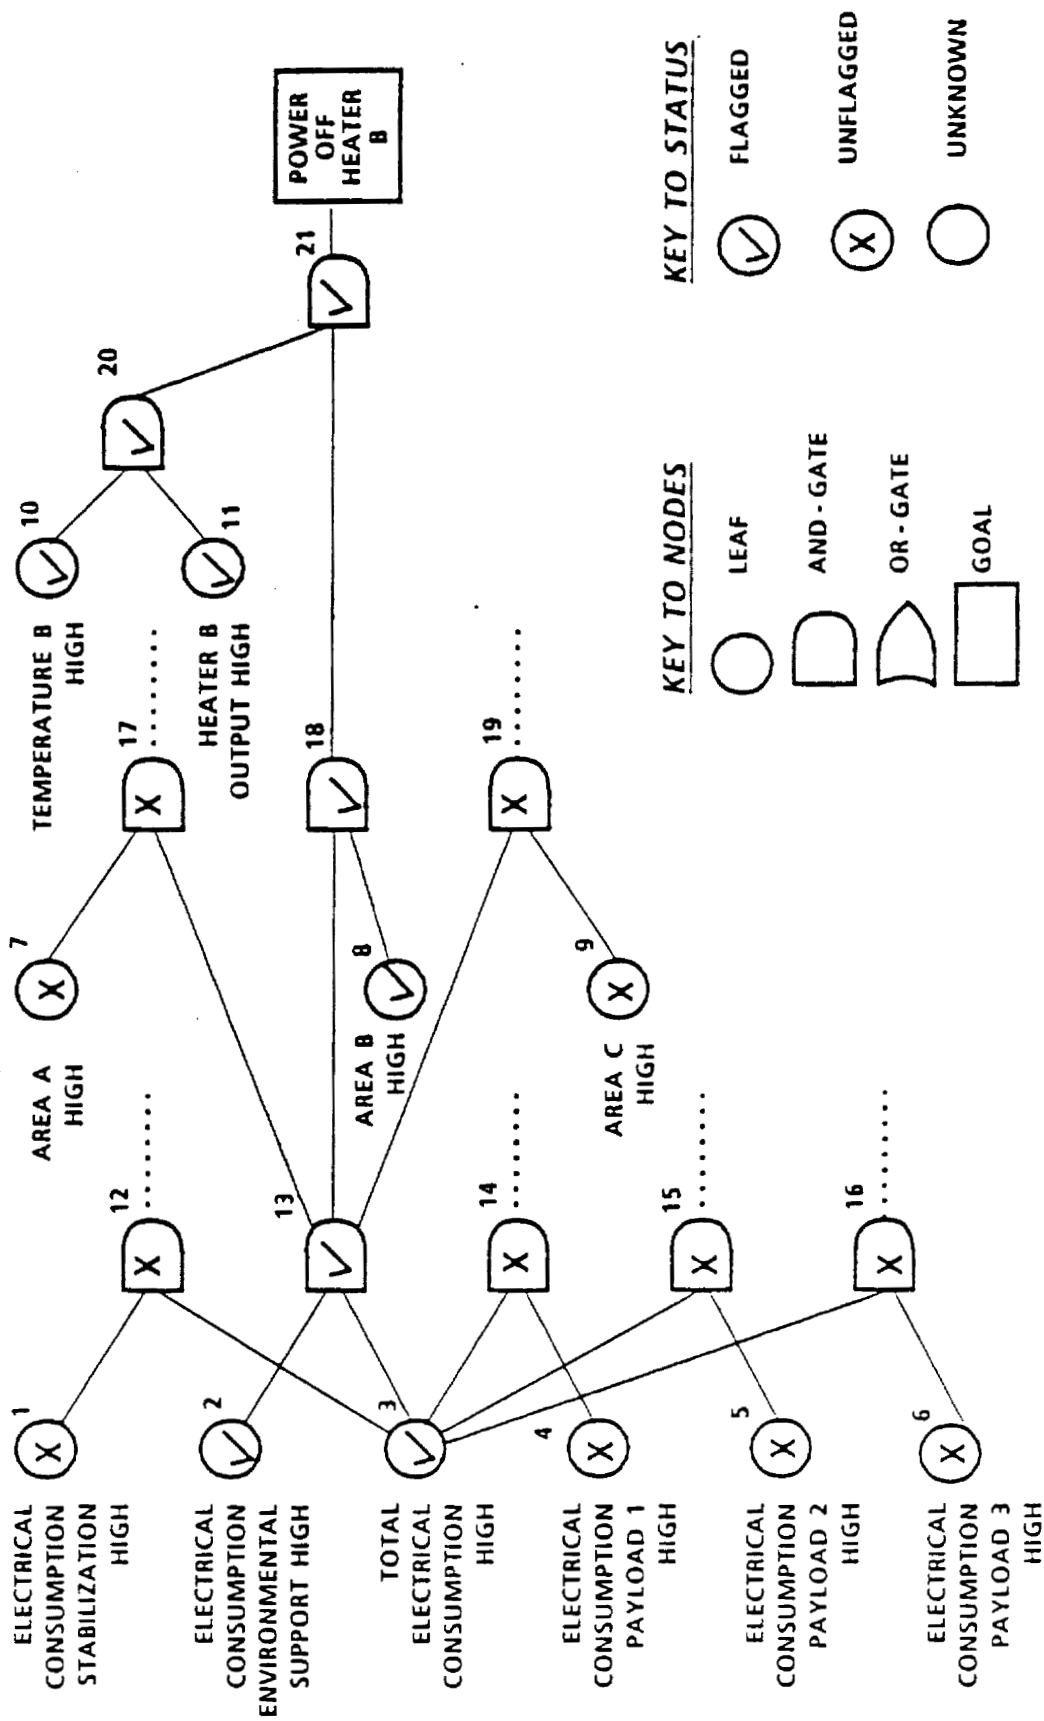 ELECTRICAL
CONSUMPTION
STABILIZATION
HIGH
1
ELECTRICAL
CONSUMPTION
ENVIRONMENTAL
SUPPORT HIGH
2
TOTAL
ELECTRICAL
CONSUMPTION
HIGH
3
ELECTRICAL
CONSUMPTION
PAYLOAD 1
HIGH
4
ELECTRICAL
CONSUMPTION
PAYLOAD 2
HIGH
5
ELECTRICAL
CONSUMPTION
PAYLOAD 3
HIGH
6
12
13
14
15
16
AREA A
HIGH
7
AREA B
HIGH
8
AREA C
HIGH
9
17
18
19
TEMPERATURE B
HIGH
10
HEATER B
OUTPUT HIGH
11
20
21
POWER
OFF
HEATER
B
KEY TO NODES
LEAF
AND-GATE
OR-GATE
GOAL
KEY TO STATUS
FLAGGED
X UNFLAGGED
UNKNOWN